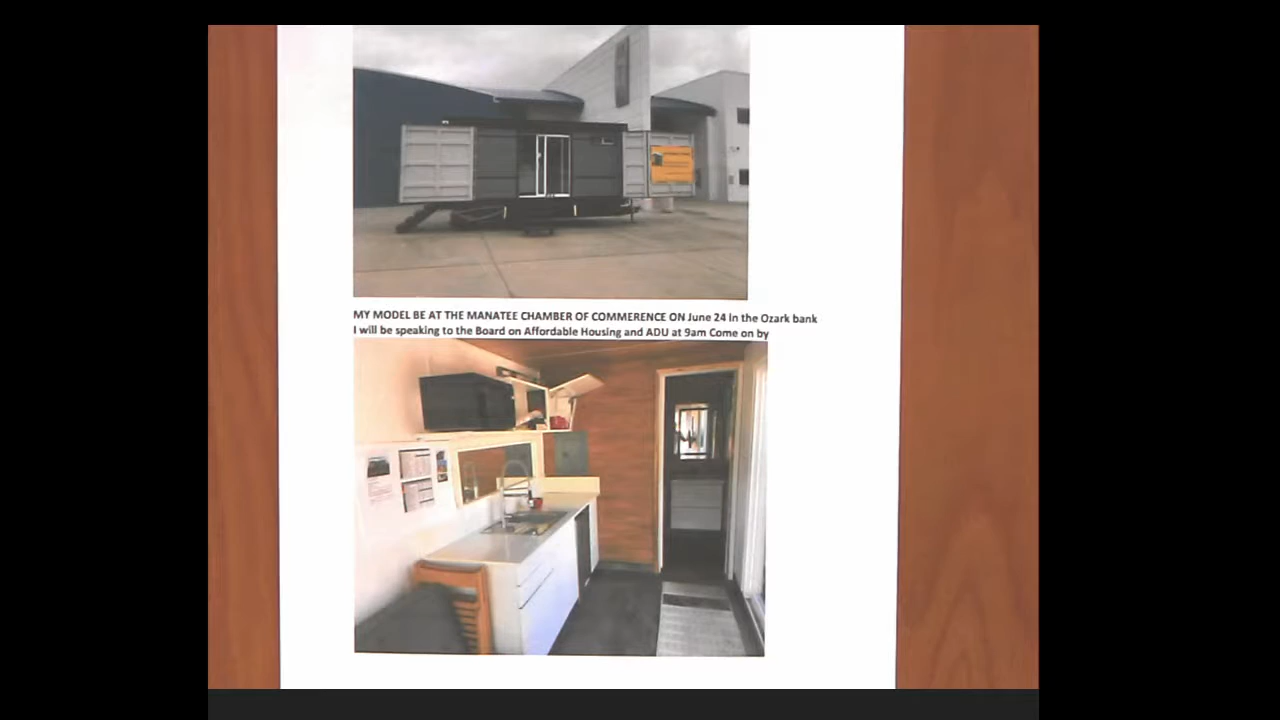 MY MODEL BE AT THE MANATEE CHAMBER OF COMMERENCE ON June 24 in the Ozark bank
I will be speaking to the Board on Affordable Housing and ADU at 9am Come on by